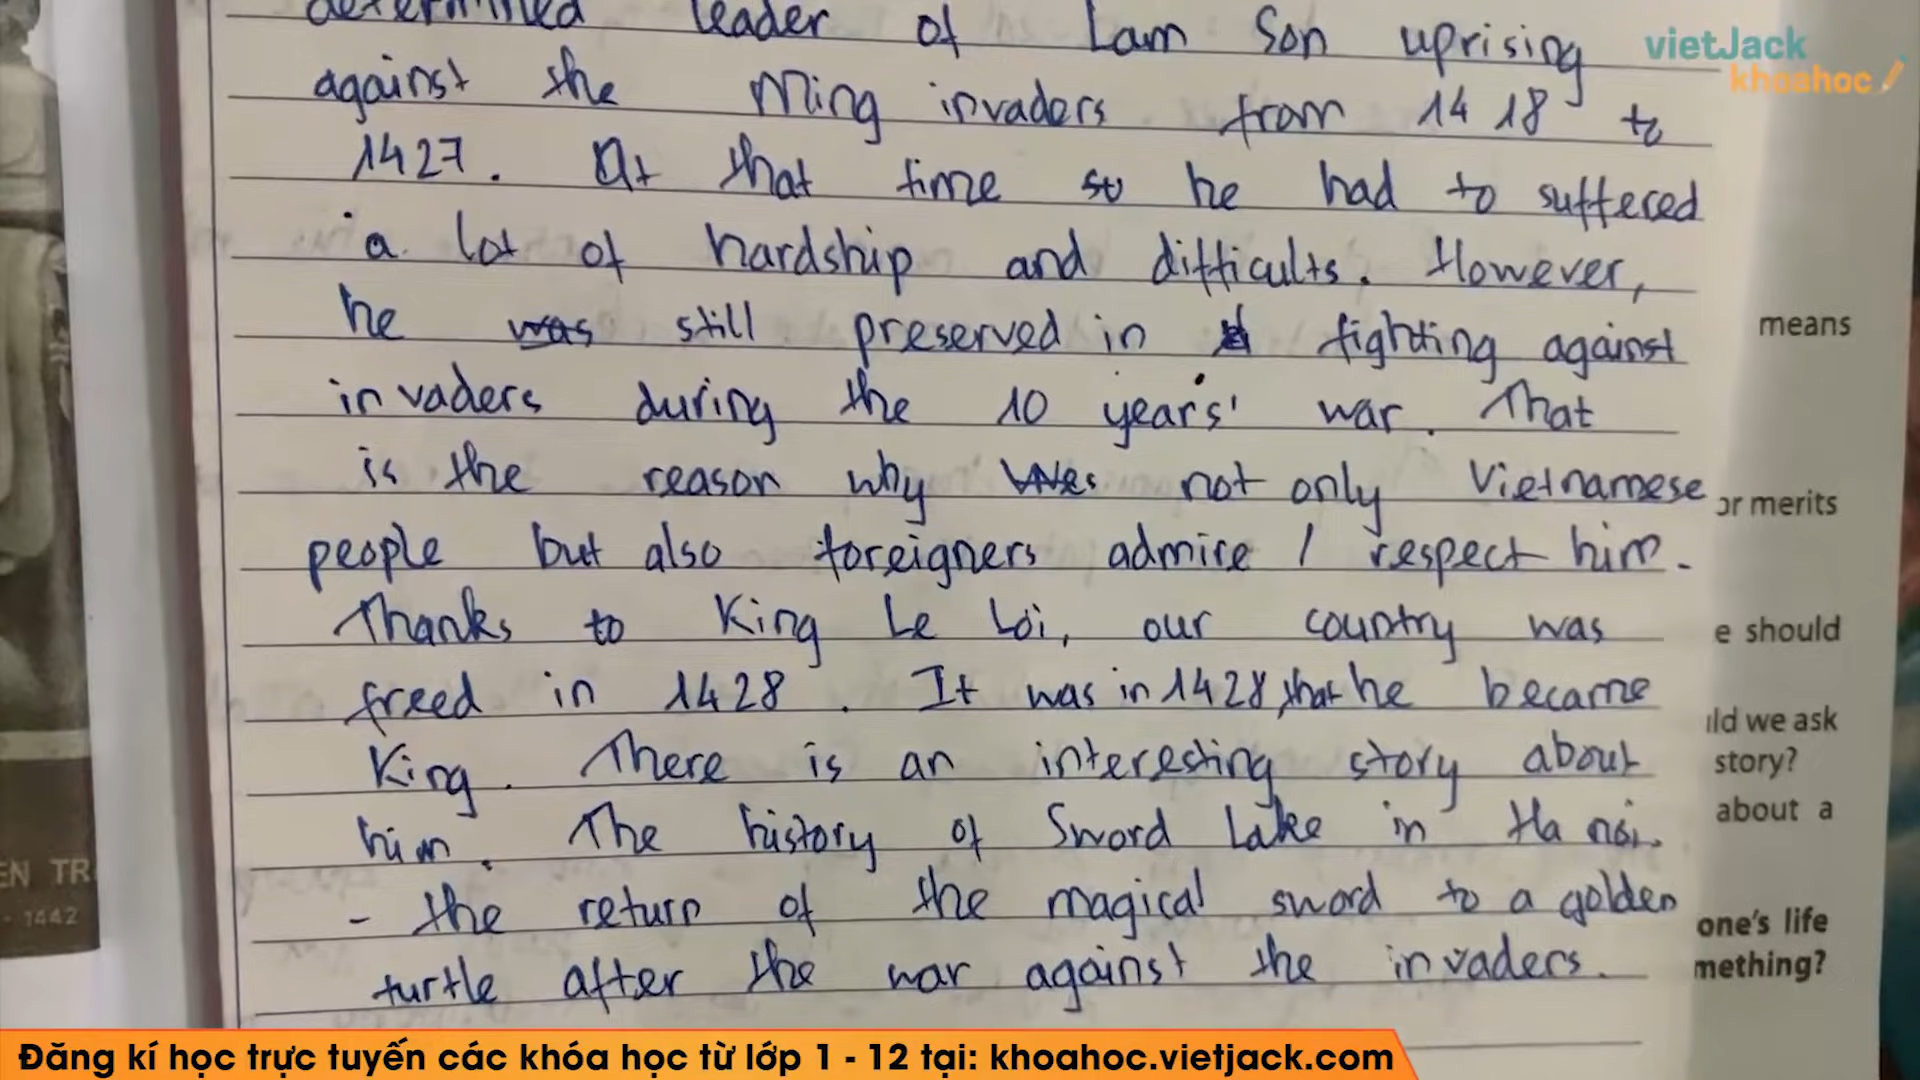 determined leader of Lam Son uprising
against the Ming invaders from 1418 to
1427. At that time he had to suffered
a lot of hardship and difficults. However,
he was still preserved in fighting against
invaders during the 10 years' war. That
is the reason why not only Vietnamese
people but also foreigners admire / respect him.
Thanks to King Le Loi, our country was
freed in 1428. It was in 1428, that he became
King. There is an interesting story about
him. The history of Sword Lake in Ha noi.
- the return of the magical sword to a golden
turtle after the war against the invaders.
vietJack
khoahoc
means
or merits
e should
uld we ask
story?
about a
one's life
mething?
EN TR
- 1442
Đăng kí học trực tuyến các khóa học từ lớp 1 - 12 tại: khoahoc.vietjack.com